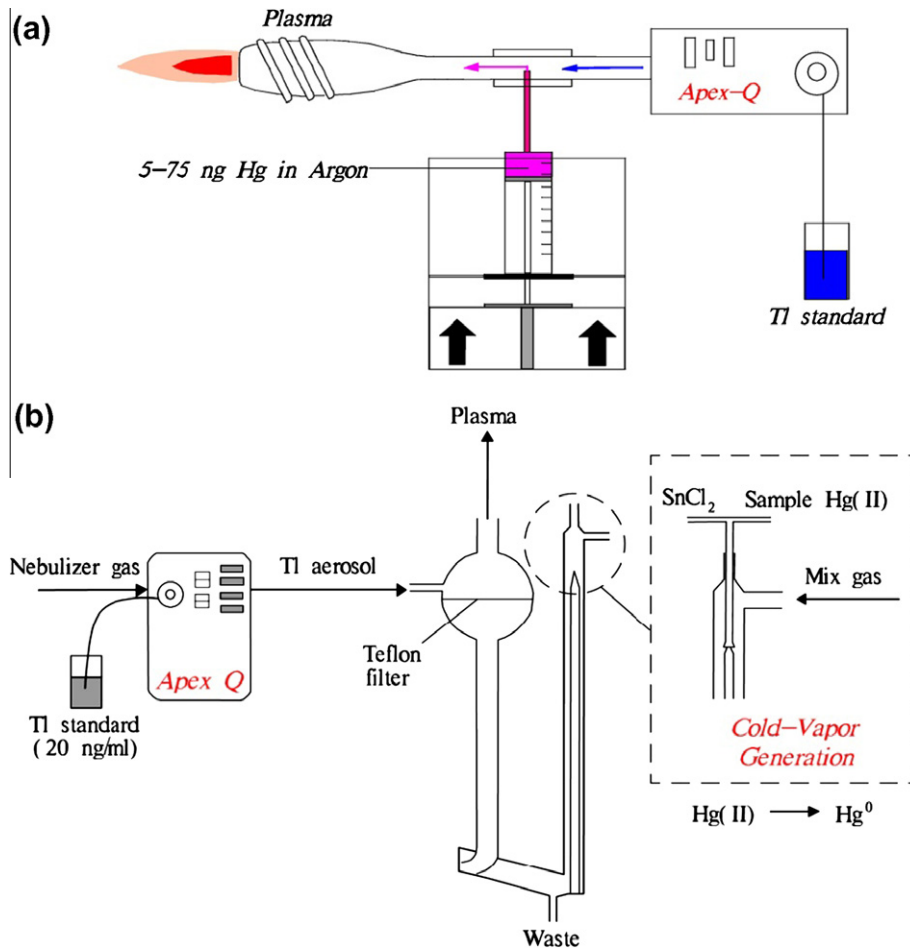 (a)
Plasma
Apex-Q
5-75 ng Hg in Argon
Tl standard
(b)
Plasma
SnCl2 Sample Hg(II)
Nebulizer gas
Tl aerosol
Mix gas
Teflon
filter
Apex Q
Tl standard
(20 ng/ml)
Cold-Vapor
Generation
Hg(II) → Hg⁰
Waste